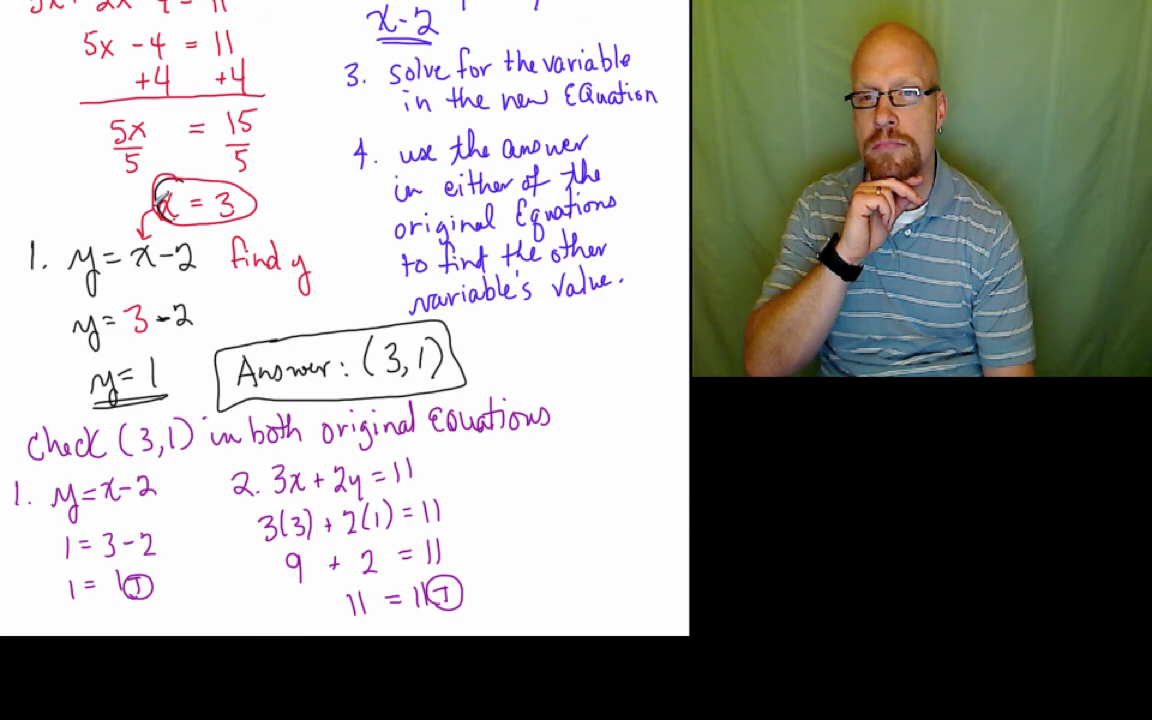 5x - 4 = 11
+4 +4
5x = 15
5 5
x = 3
1. y = x - 2 find y
y = 3 - 2
y = 1
Answer: (3,1)
x - 2
3. solve for the variable
in the new EQuation
4. use the answer
in either of the
original Equations
to find the other
variable's value.
Check (3,1) in both original Equations
1. y = x - 2
1 = 3 - 2
1 = 1 T
2. 3x + 2y = 11
3(3) + 2(1) = 11
9 + 2 = 11
11 = 11 T